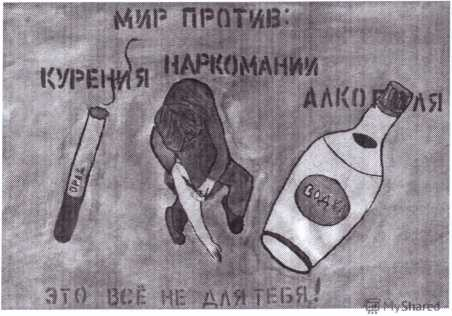 МИР ПРОТИВ:
КУРЕНИЯ НАРКОМАНИИ АЛКОГОЛЯ
ВОДКА
ЭТО ВСЁ НЕ ДЛЯ ТЕБЯ!
MyShared